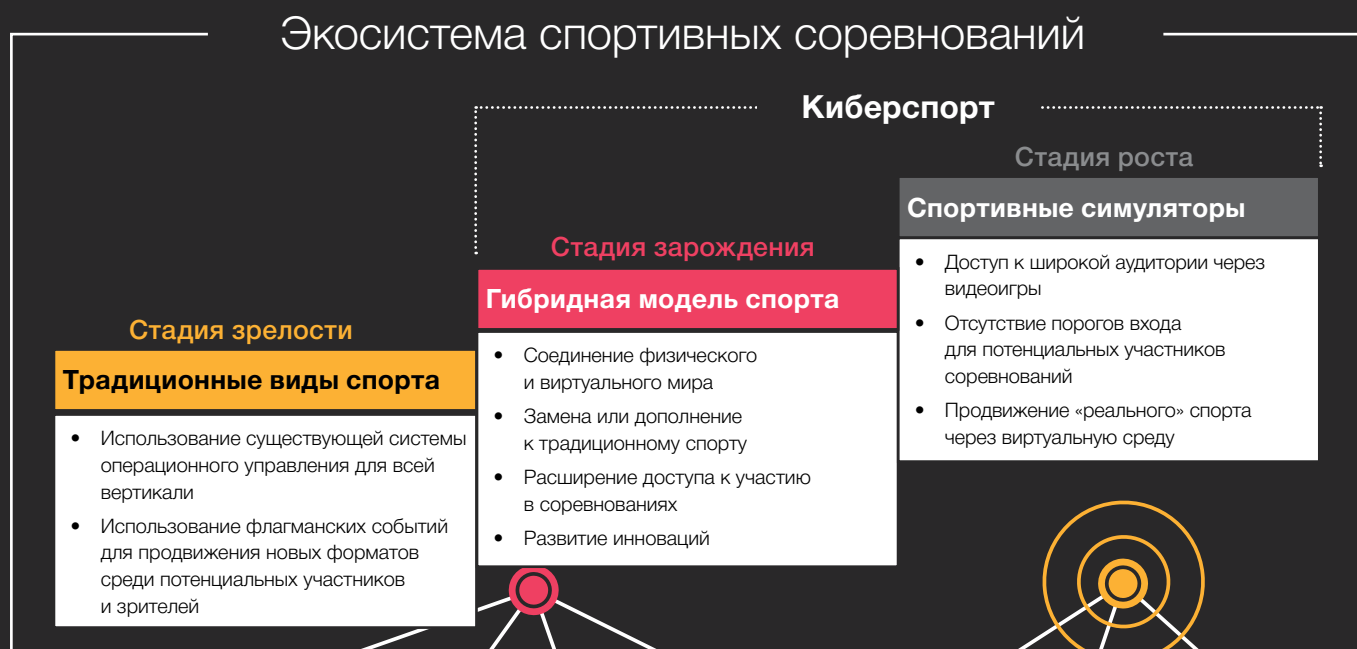 Экосистема спортивных соревнований
Киберспорт
Стадия роста
Спортивные симуляторы
• Доступ к широкой аудитории через
видеоигры
• Отсутствие порогов входа
для потенциальных участников
соревнований
• Продвижение «реального» спорта
через виртуальную среду
Стадия зарождения
Гибридная модель спорта
• Соединение физического
и виртуального мира
• Замена или дополнение
к традиционному спорту
• Расширение доступа к участию
в соревнованиях
• Развитие инноваций
Стадия зрелости
Традиционные виды спорта
• Использование существующей системы
операционного управления для всей
вертикали
• Использование флагманских событий
для продвижения новых форматов
среди потенциальных участников
и зрителей